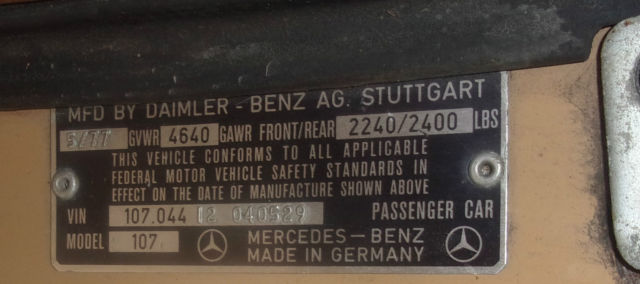 MFD BY DAIMLER-BENZ AG. STUTTGART
5/77 GVWR 4640 GAWR FRONT/REAR 2240/2400 LBS
THIS VEHICLE CONFORMS TO ALL APPLICABLE
FEDERAL MOTOR VEHICLE SAFETY STANDARDS IN
EFFECT ON THE DATE OF MANUFACTURE SHOWN ABOVE
VIN 107.044 12 040529 PASSENGER CAR
MODEL 107 MERCEDES-BENZ
MADE IN GERMANY